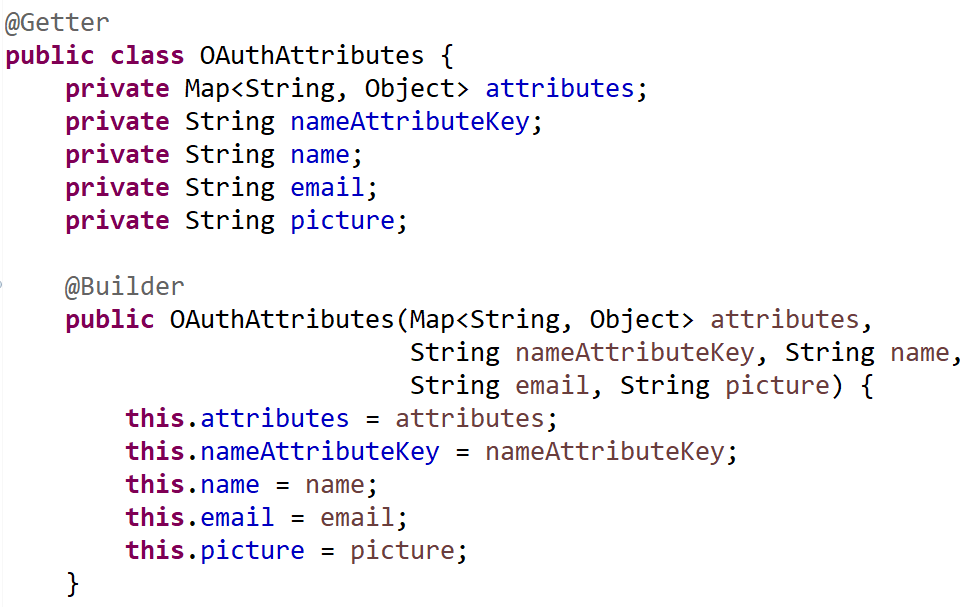 @Getter
public class OAuthAttributes {
    private Map<String, Object> attributes;
    private String nameAttributeKey;
    private String name;
    private String email;
    private String picture;

    @Builder
    public OAuthAttributes(Map<String, Object> attributes,
                           String nameAttributeKey, String name,
                           String email, String picture) {
        this.attributes = attributes;
        this.nameAttributeKey = nameAttributeKey;
        this.name = name;
        this.email = email;
        this.picture = picture;
    }